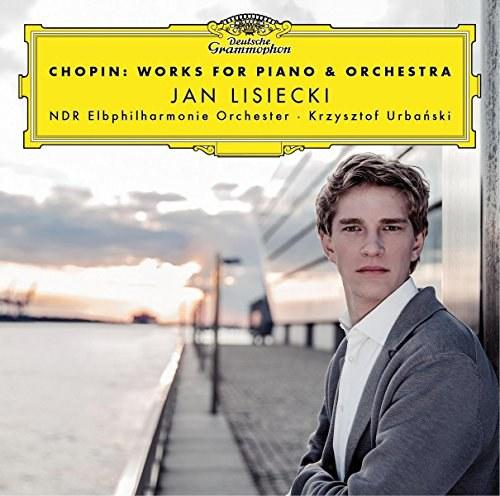 Deutsche
Grammophon
CHOPIN: WORKS FOR PIANO & ORCHESTRA
JAN LISIECKI
NDR Elbphilharmonie Orchester · Krzysztof Urbański